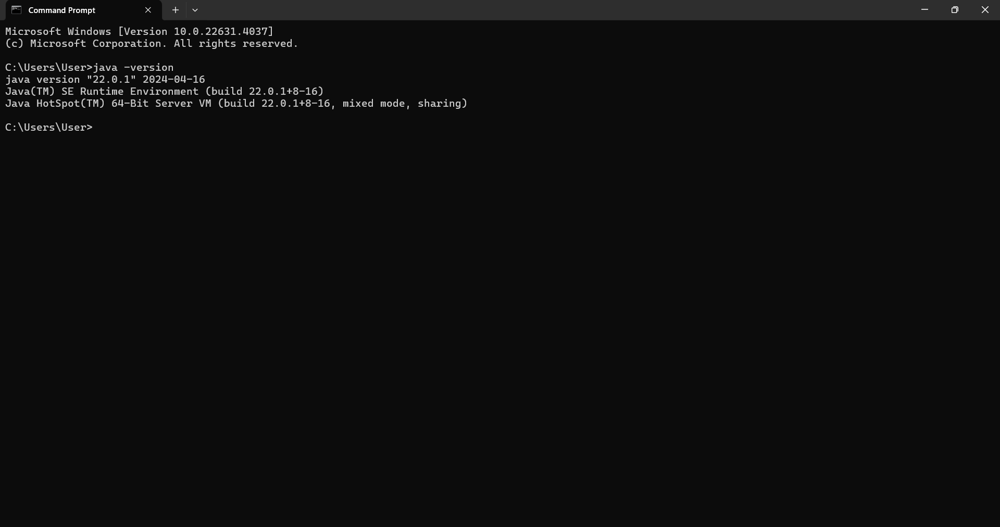 Command Prompt
Microsoft Windows [Version 10.0.22631.4037]
(c) Microsoft Corporation. All rights reserved.
C:\Users\User>java -version
java version "22.0.1" 2024-04-16
Java(TM) SE Runtime Environment (build 22.0.1+8-16)
Java HotSpot(TM) 64-Bit Server VM (build 22.0.1+8-16, mixed mode, sharing)
C:\Users\User>